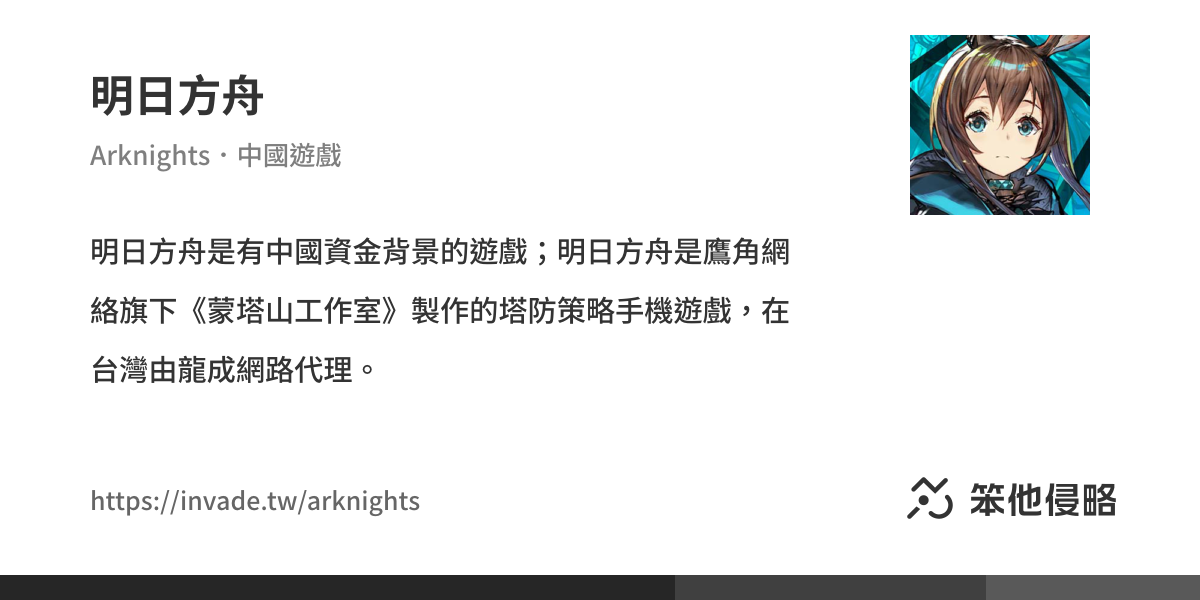 明日方舟
Arknights・中國遊戲
明日方舟是有中國資金背景的遊戲；明日方舟是鷹角網
絡旗下《蒙塔山工作室》製作的塔防策略手機遊戲，在
台灣由龍成網路代理。
https://invade.tw/arknights
笨他侵略